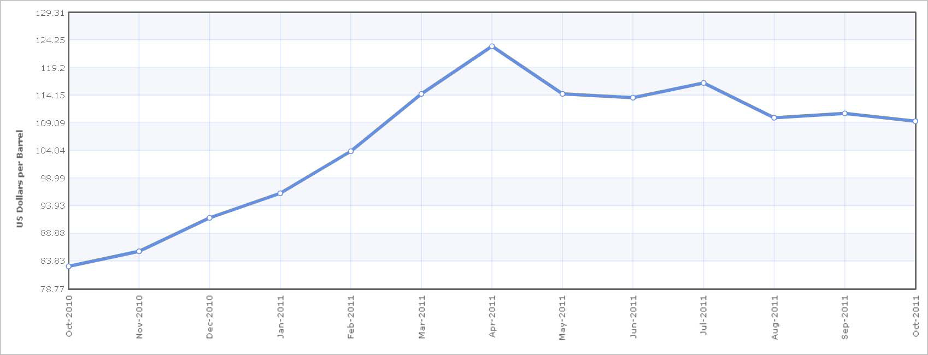 129.31
124.25
119.2
114.15
109.09
104.04
98.99
93.93
88.88
83.83
78.77
US Dollars per Barrel
Oct-2010
Nov-2010
Dec-2010
Jan-2011
Feb-2011
Mar-2011
Apr-2011
May-2011
Jun-2011
Jul-2011
Aug-2011
Sep-2011
Oct-2011